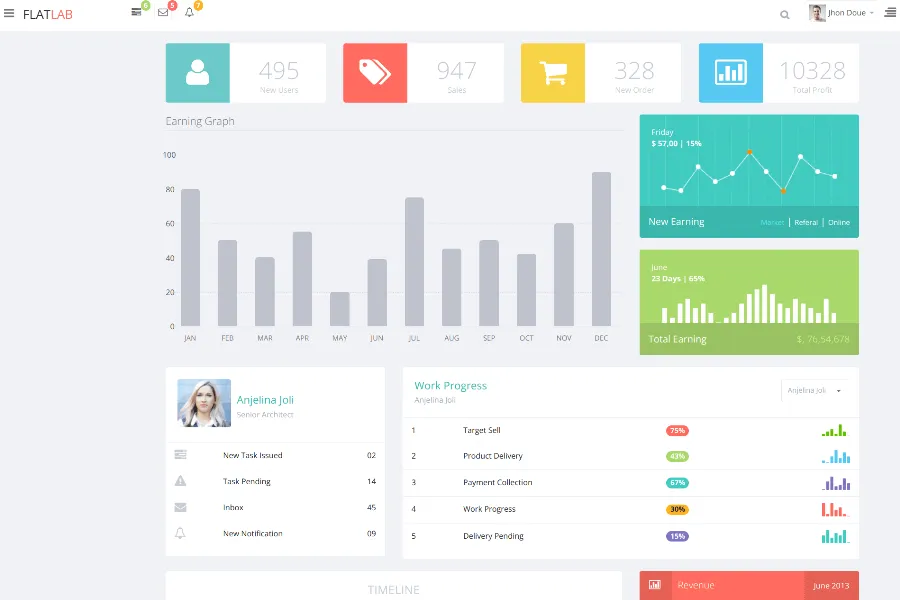 FLATLAB
6
5
7
Jhon Doue
495
New Users
947
Sales
328
New Order
10328
Total Profit
Earning Graph
100
80
60
40
20
0
JAN FEB MAR APR MAY JUN JUL AUG SEP OCT NOV DEC
Friday
$ 57,00 | 15%
New Earning
Market | Referal | Online
June
23 Days | 65%
Total Earning
$, 76,54,678
Anjelina Joli
Senior Architect
New Task Issued 02
Task Pending 14
Inbox 45
New Notification 09
Work Progress
Anjelina Joli
Anjelina Joli
1 Target Sell 75%
2 Product Delivery 43%
3 Payment Collection 67%
4 Work Progress 30%
5 Delivery Pending 15%
TIMELINE
Revenue
June 2013